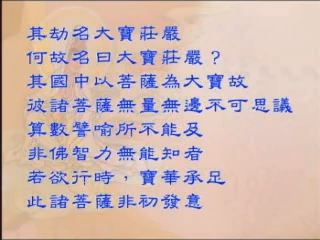 其劫名大寶莊嚴
何故名曰大寶莊嚴？
其國中以菩薩為大寶故
彼諸菩薩無量無邊不可思議
算數譬喻所不能及
非佛智力無能知者
若欲行時，寶華承足
此諸菩薩非初發意